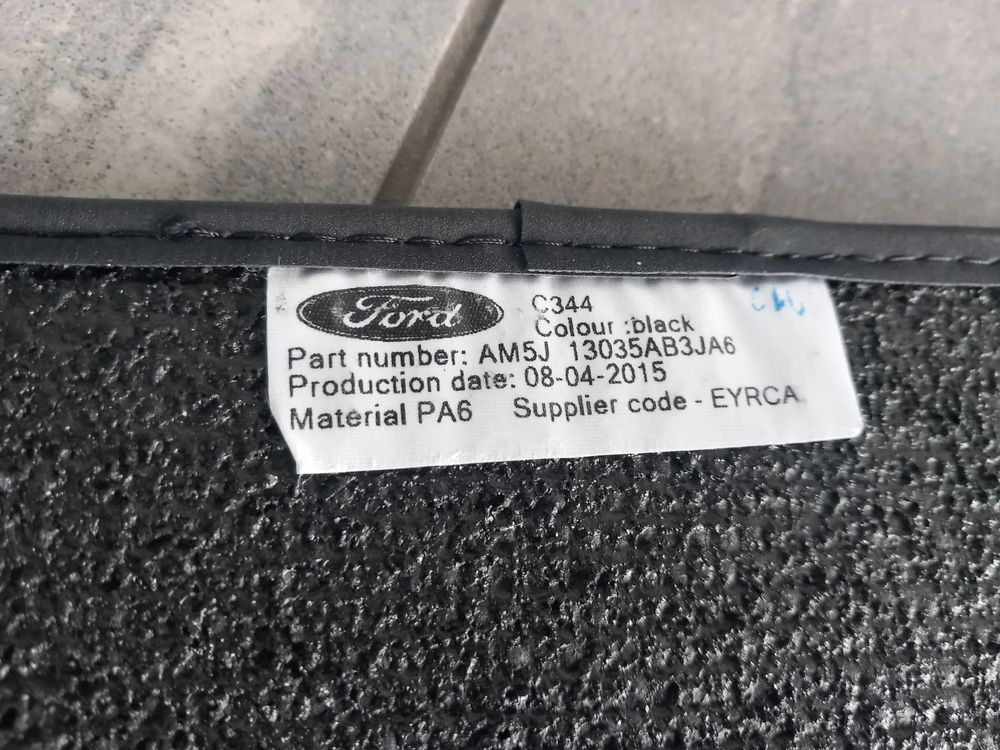 Ford
C344
Colour :black
Part number: AM5J 13035AB3JA6
Production date: 08-04-2015
Material PA6 Supplier code - EYRCA